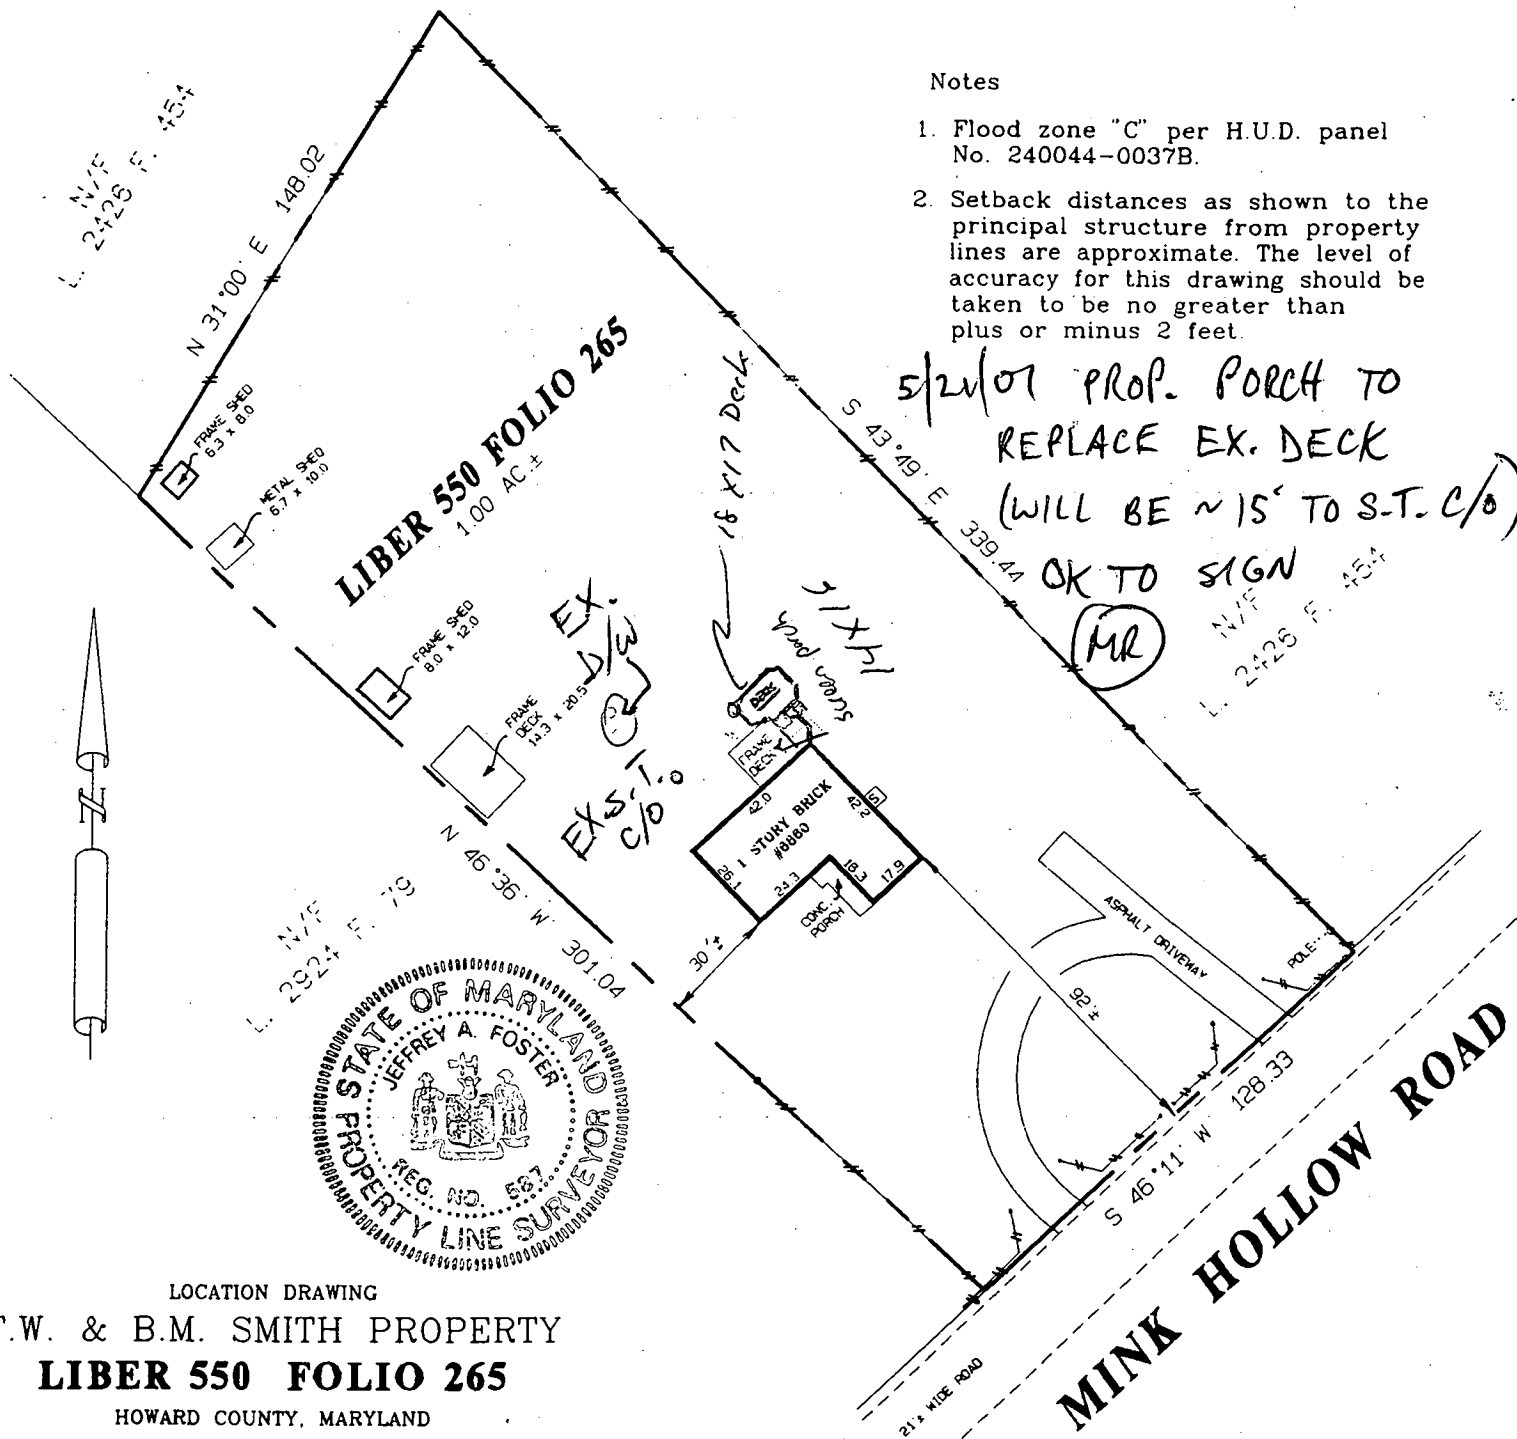 Notes
1. Flood zone "C" per H.U.D. panel
No. 240044-0037B.
2. Setback distances as shown to the
principal structure from property
lines are approximate. The level of
accuracy for this drawing should be
taken to be no greater than
plus or minus 2 feet.
5/21/07 PROP. PORCH TO
REPLACE EX. DECK
(WILL BE ~ 15' TO S.T. C/O)
OK TO SIGN
MR
N/F
L. 2426 F. 454
N 31°00' E 148.02
S 43°49' E 339.44
N/F
L. 2426 F. 454
FRAME SHED
6.3 x 8.0
METAL SHED
6.7 x 10.0
LIBER 550 FOLIO 265
1.00 AC.±
18 x 17 Deck
14 x 15
screen porch
FRAME SHED
8.0 x 12.0
FRAME
DECK
14.3 x 20.5
EX.
D/W
EX. S.T.
C/O
DECK
FRAME
DECK
42.0
42.2
S
1 STORY BRICK
#8880
26.1
24.3
18.3
17.9
CONC.
PORCH
N 46°36' W 301.04
30'±
92'±
N/F
L. 2924 F. 79
ASPHALT DRIVEWAY
POLE
S 46°11' W 128.33
21'± WIDE ROAD
MINK HOLLOW ROAD
N
STATE OF MARYLAND
JEFFREY A. FOSTER
REG. NO. 587
PROPERTY LINE SURVEYOR
LOCATION DRAWING
.W. & B.M. SMITH PROPERTY
LIBER 550 FOLIO 265
HOWARD COUNTY, MARYLAND